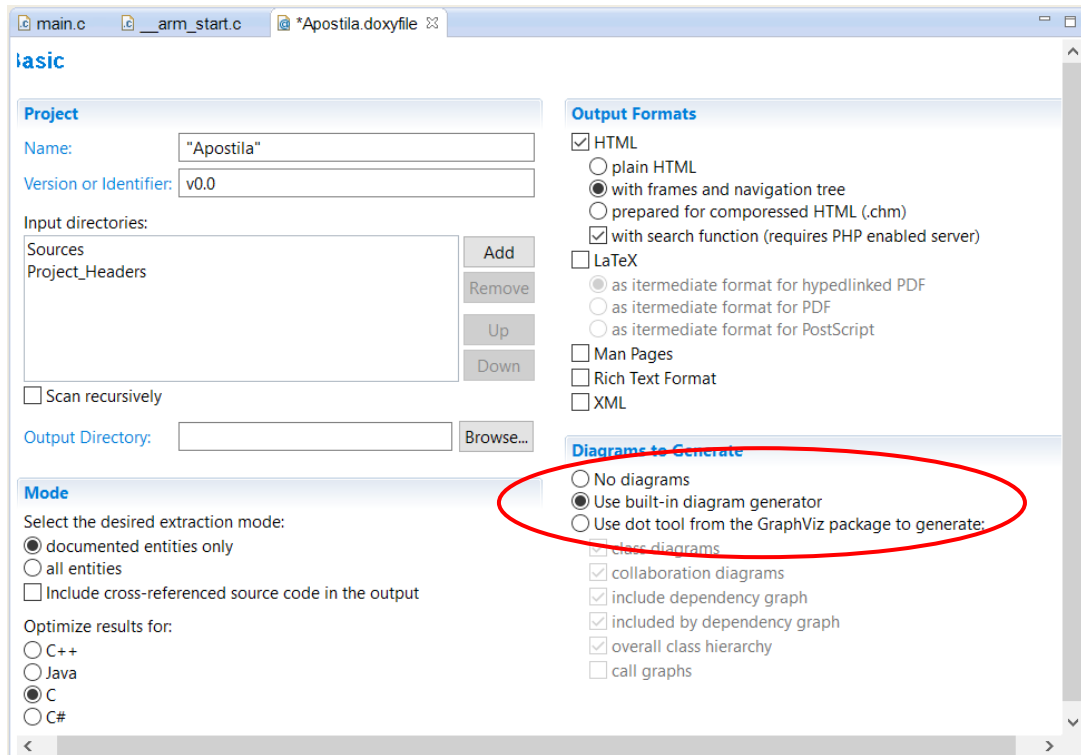 main.c
__arm_start.c
*Apostila.doxyfile
asic
Project
Name:
"Apostila"
Version or Identifier:
v0.0
Input directories:
Sources
Project_Headers
Add
Remove
Up
Down
Scan recursively
Output Directory:
Browse...
Mode
Select the desired extraction mode:
documented entities only
all entities
Include cross-referenced source code in the output
Optimize results for:
C++
Java
C
C#
Output Formats
HTML
plain HTML
with frames and navigation tree
prepared for comporessed HTML (.chm)
with search function (requires PHP enabled server)
LaTeX
as itermediate format for hypedlinked PDF
as itermediate format for PDF
as itermediate format for PostScript
Man Pages
Rich Text Format
XML
Diagrams to Generate
No diagrams
Use built-in diagram generator
Use dot tool from the GraphViz package to generate:
class diagrams
collaboration diagrams
include dependency graph
included by dependency graph
overall class hierarchy
call graphs